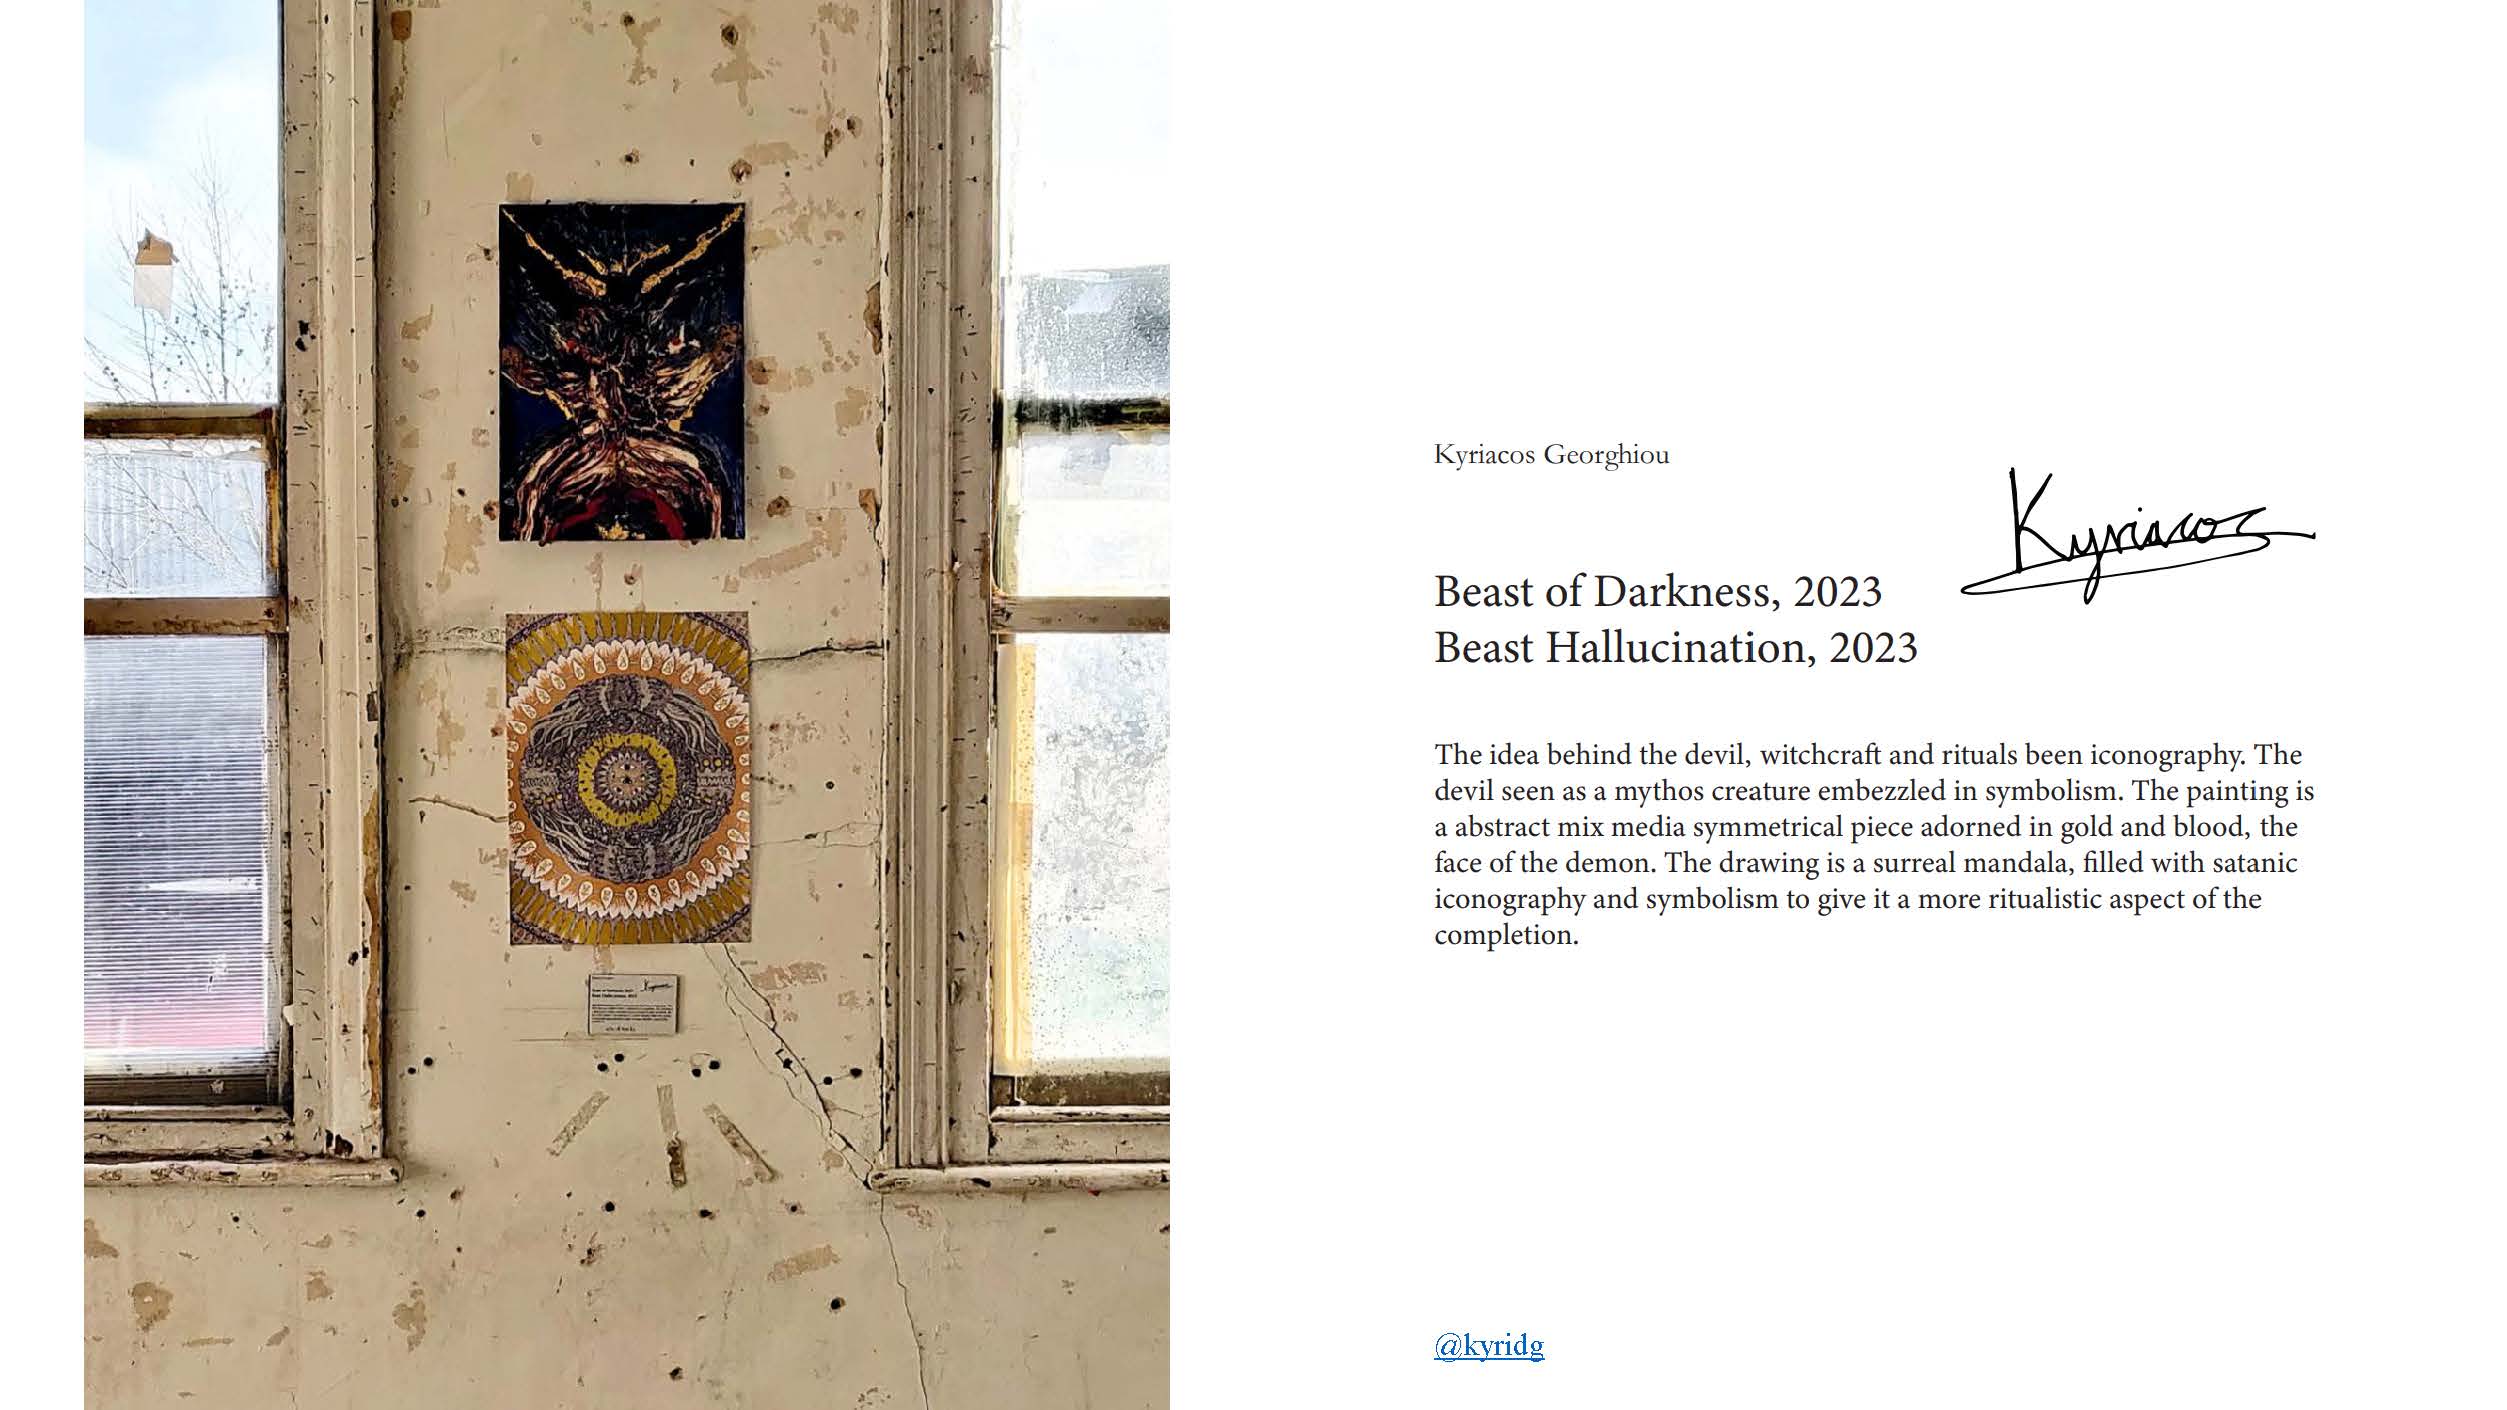 Kyriacos Georghiou
Kyriacos
Beast of Darkness, 2023
Beast Hallucination, 2023
The idea behind the devil, witchcraft and rituals been iconography. The
devil seen as a mythos creature embezzled in symbolism. The painting is
a abstract mix media symmetrical piece adorned in gold and blood, the
face of the demon. The drawing is a surreal mandala, filled with satanic
iconography and symbolism to give it a more ritualistic aspect of the
completion.
@kyridg